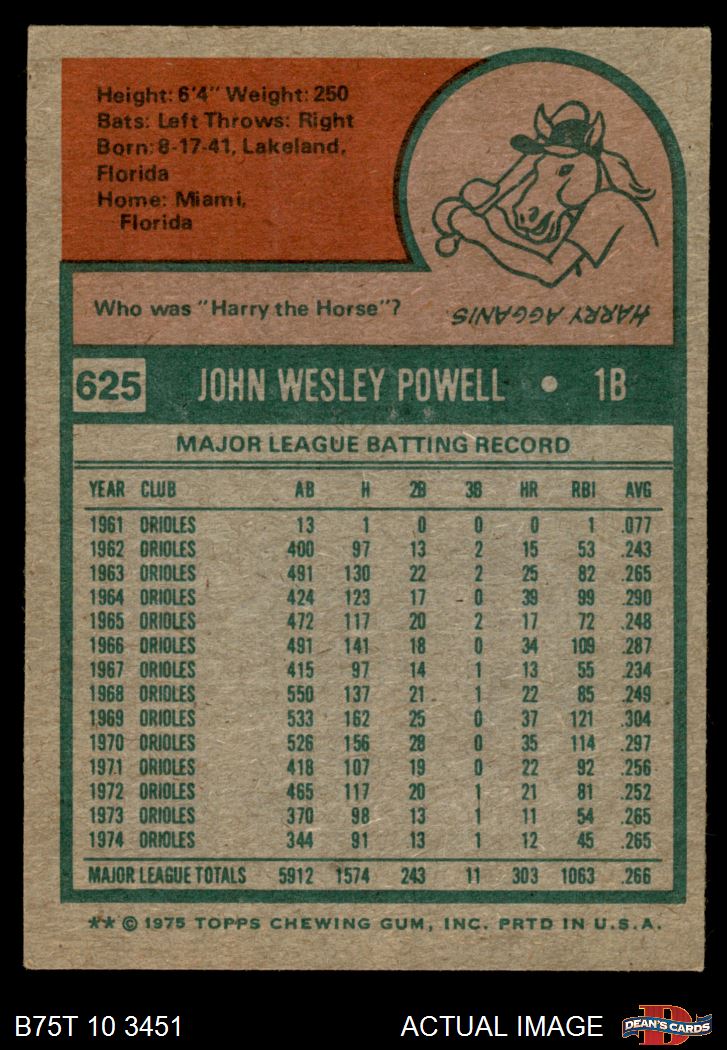 Height: 6'4" Weight: 250
Bats: Left Throws: Right
Born: 8-17-41, Lakeland,
Florida
Home: Miami,
Florida
Who was "Harry the Horse"?
HARRY AGGANIS.
625 JOHN WESLEY POWELL • 1B
MAJOR LEAGUE BATTING RECORD
YEAR CLUB AB H 2B 3B HR RBI AVG
1961 ORIOLES 13 1 0 0 0 1 .077
1962 ORIOLES 400 97 13 2 15 53 .243
1963 ORIOLES 491 130 22 2 25 82 .265
1964 ORIOLES 424 123 17 0 39 99 .290
1965 ORIOLES 472 117 20 2 17 72 .248
1966 ORIOLES 491 141 18 0 34 109 .287
1967 ORIOLES 415 97 14 1 13 55 .234
1968 ORIOLES 550 137 21 1 22 85 .249
1969 ORIOLES 533 162 25 0 37 121 .304
1970 ORIOLES 526 156 28 0 35 114 .297
1971 ORIOLES 418 107 19 0 22 92 .256
1972 ORIOLES 465 117 20 1 21 81 .252
1973 ORIOLES 370 98 13 1 11 54 .265
1974 ORIOLES 344 91 13 1 12 45 .265
MAJOR LEAGUE TOTALS 5912 1574 243 11 303 1063 .266
** © 1975 TOPPS CHEWING GUM, INC. PRTD IN U.S.A.
B75T 10 3451 ACTUAL IMAGE
D
DEAN'S CARDS